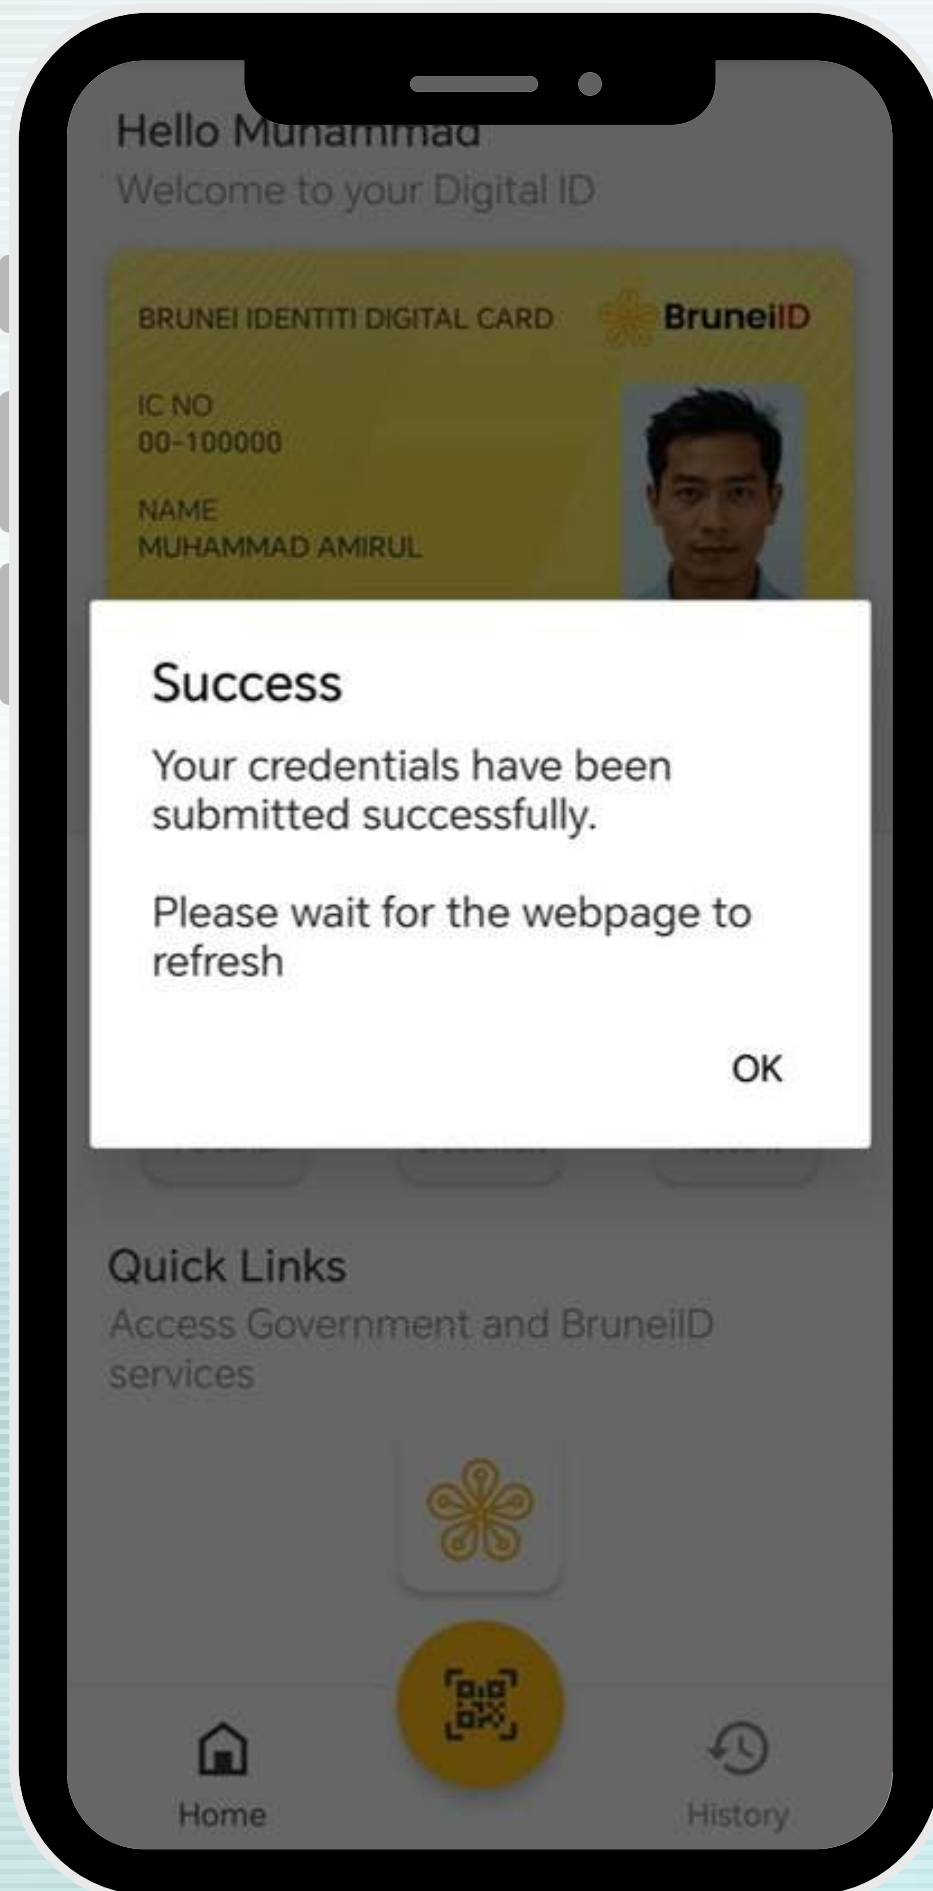 Hello Muhammad
Welcome to your Digital ID
BRUNEI IDENTITI DIGITAL CARD
BruneiID
IC NO
00-100000
NAME
MUHAMMAD AMIRUL
Success
Your credentials have been
submitted successfully.
Please wait for the webpage to
refresh
OK
Quick Links
Access Government and BruneiID
services
Home
History